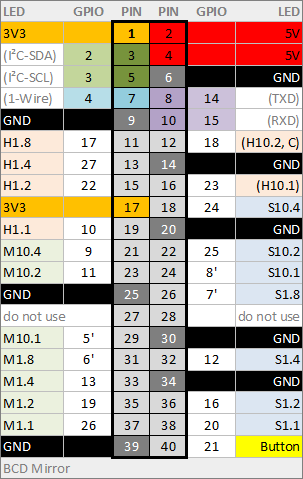 LED GPIO PIN PIN GPIO LED
3V3 1 2 5V
(I²C-SDA) 2 3 4 5V
(I²C-SCL) 3 5 6 GND
(1-Wire) 4 7 8 14 (TXD)
GND 9 10 15 (RXD)
H1.8 17 11 12 18 (H10.2, C)
H1.4 27 13 14 GND
H1.2 22 15 16 23 (H10.1)
3V3 17 18 24 S10.4
H1.1 10 19 20 GND
M10.4 9 21 22 25 S10.2
M10.2 11 23 24 8' S10.1
GND 25 26 7' S1.8
do not use 27 28 do not use
M10.1 5' 29 30 GND
M1.8 6' 31 32 12 S1.4
M1.4 13 33 34 GND
M1.2 19 35 36 16 S1.2
M1.1 26 37 38 20 S1.1
GND 39 40 21 Button
BCD Mirror